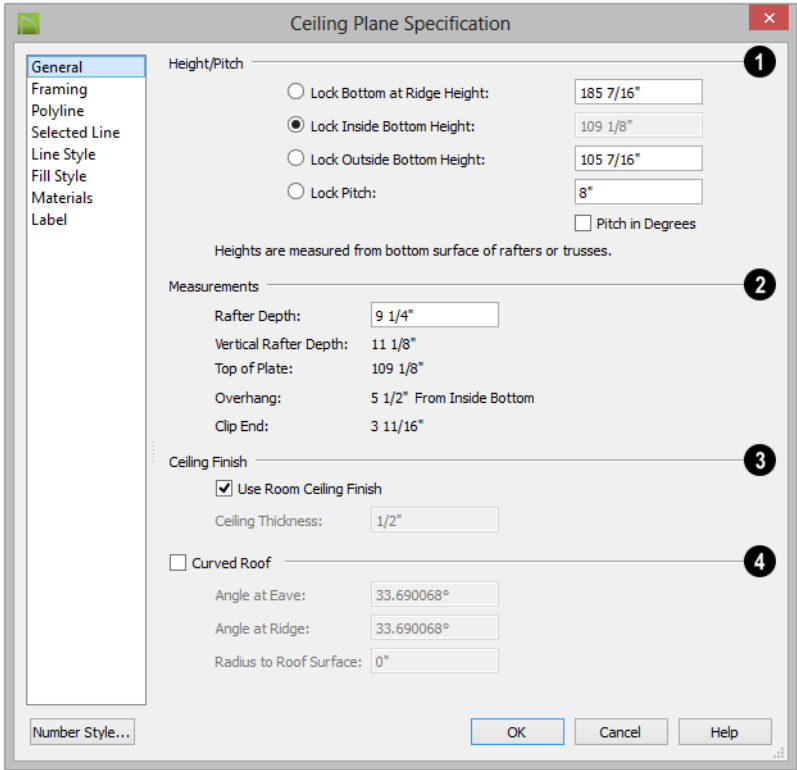 Ceiling Plane Specification
General
Framing
Polyline
Selected Line
Line Style
Fill Style
Materials
Label
Height/Pitch 1
Lock Bottom at Ridge Height: 185 7/16"
Lock Inside Bottom Height: 109 1/8"
Lock Outside Bottom Height: 105 7/16"
Lock Pitch: 8"
Pitch in Degrees
Heights are measured from bottom surface of rafters or trusses.
Measurements 2
Rafter Depth: 9 1/4"
Vertical Rafter Depth: 11 1/8"
Top of Plate: 109 1/8"
Overhang: 5 1/2" From Inside Bottom
Clip End: 3 11/16"
Ceiling Finish 3
Use Room Ceiling Finish
Ceiling Thickness: 1/2"
Curved Roof 4
Angle at Eave: 33.690068°
Angle at Ridge: 33.690068°
Radius to Roof Surface: 0"
Number Style... OK Cancel Help